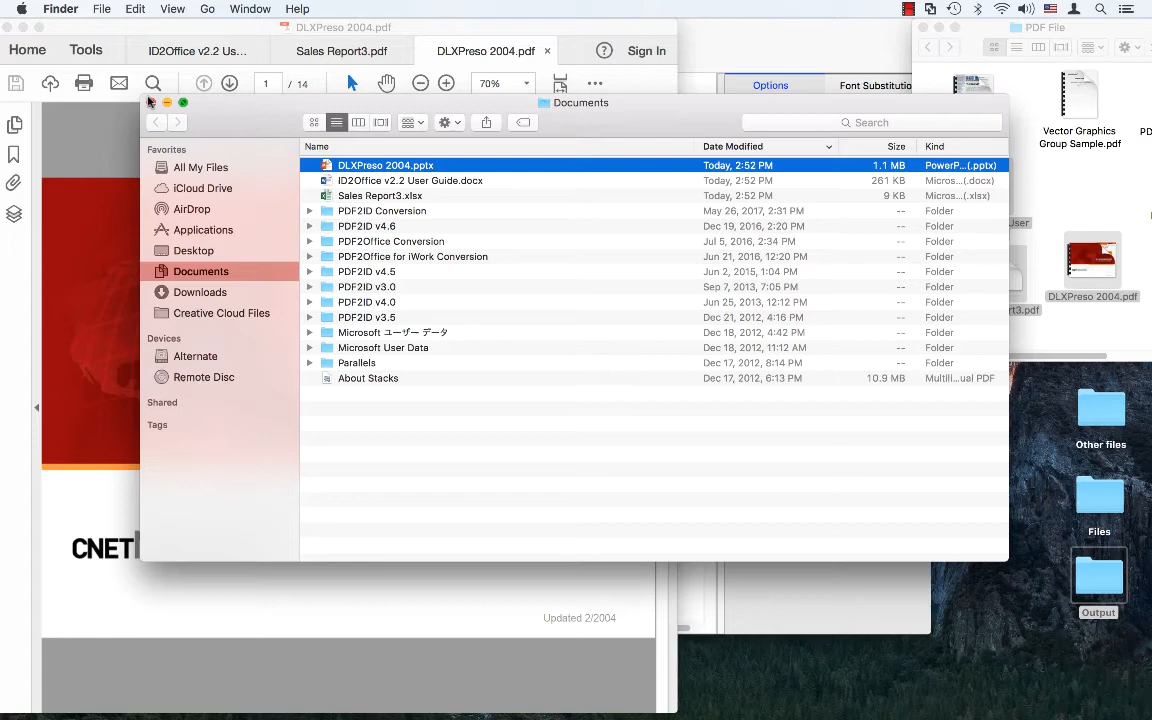 Finder File Edit View Go Window Help
DLXPreso 2004.pdf
Home Tools ID2Office v2.2 Us... Sales Report3.pdf DLXPreso 2004.pdf × Sign In
1 / 14 70%
Documents
Search
Favorites
All My Files
iCloud Drive
AirDrop
Applications
Desktop
Documents
Downloads
Creative Cloud Files
Devices
Alternate
Remote Disc
Shared
Tags
Name Date Modified Size Kind
DLXPreso 2004.pptx Today, 2:52 PM 1.1 MB PowerP...(.pptx)
ID2Office v2.2 User Guide.docx Today, 2:52 PM 261 KB Micros...(.docx)
Sales Report3.xlsx Today, 2:52 PM 9 KB Micros...(.xlsx)
PDF2ID Conversion May 26, 2017, 2:31 PM -- Folder
PDF2ID v4.6 Dec 19, 2016, 2:20 PM -- Folder
PDF2Office Conversion Jul 5, 2016, 2:34 PM -- Folder
PDF2Office for iWork Conversion Jun 21, 2016, 12:20 PM -- Folder
PDF2ID v4.5 Jun 2, 2015, 1:04 PM -- Folder
PDF2ID v3.0 Sep 7, 2013, 7:05 PM -- Folder
PDF2ID v4.0 Jun 25, 2013, 12:12 PM -- Folder
PDF2ID v3.5 Dec 21, 2012, 4:16 PM -- Folder
Microsoft ユーザー データ Dec 18, 2012, 4:42 PM -- Folder
Microsoft User Data Dec 18, 2012, 11:12 AM -- Folder
Parallels Dec 17, 2012, 8:14 PM -- Folder
About Stacks Dec 17, 2012, 6:13 PM 10.9 MB Multili...ual PDF
CNET
Updated 2/2004
Options Font Substitutio
PDF File
Vector Graphics
Group Sample.pdf
PD
User
DLXPreso 2004.pdf
rt3.pdf
Other files
Files
Output